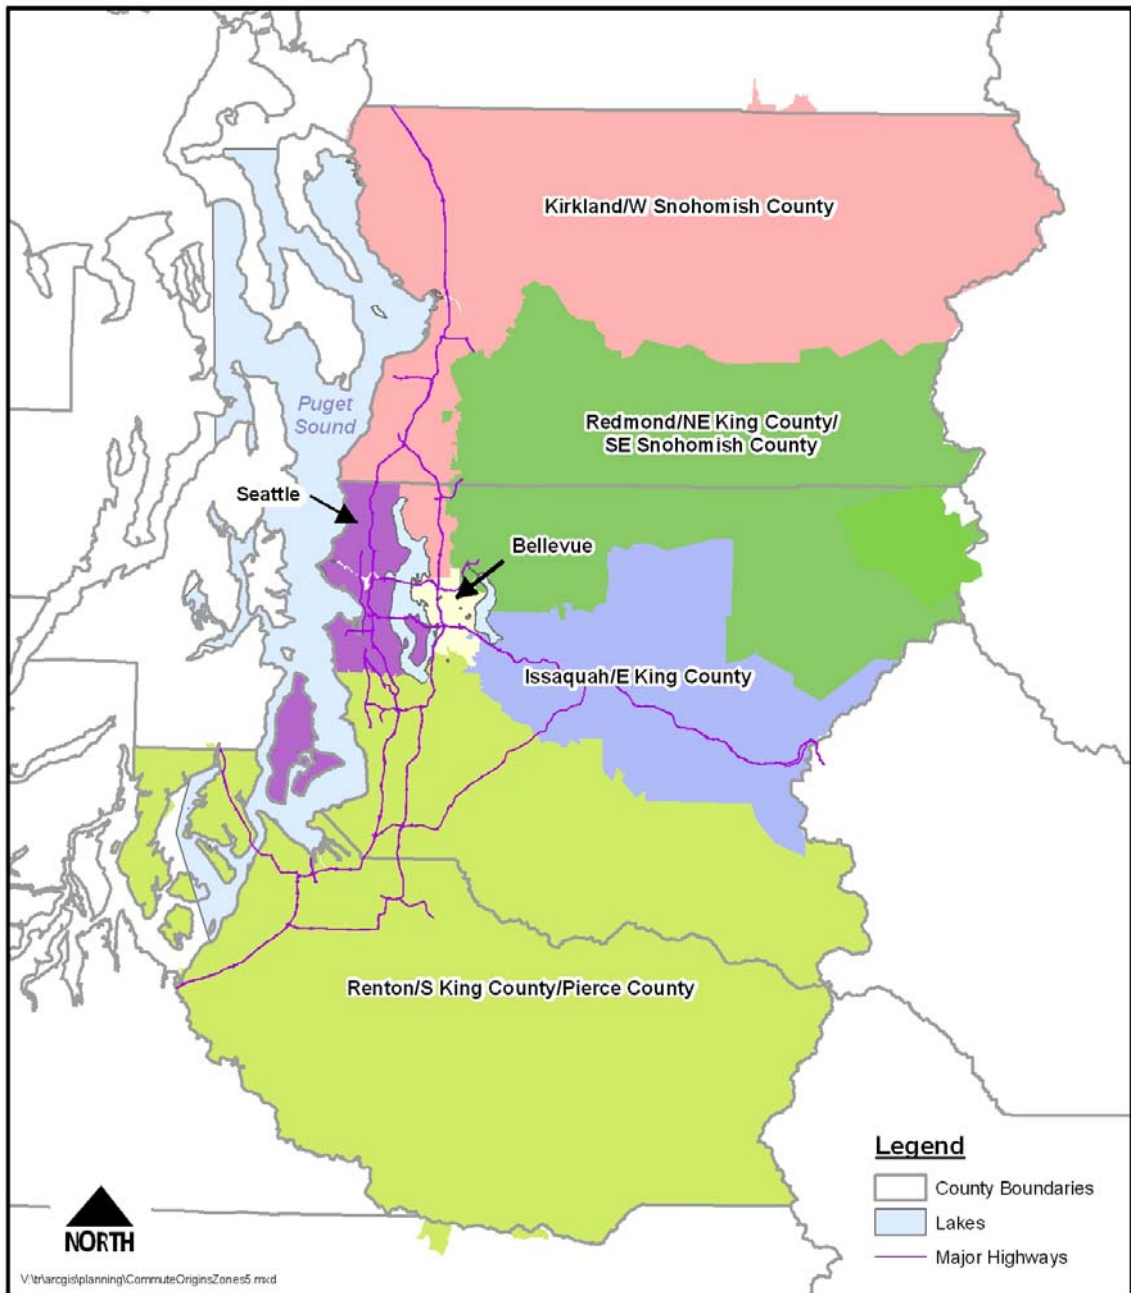 Kirkland/W Snohomish County
Puget
Sound
Redmond/NE King County/
SE Snohomish County
Seattle
Bellevue
Issaquah/E King County
Renton/S King County/Pierce County
Legend
County Boundaries
Lakes
Major Highways
NORTH
V:\tr\arcgis\planning\CommuteOriginsZones5.mxd